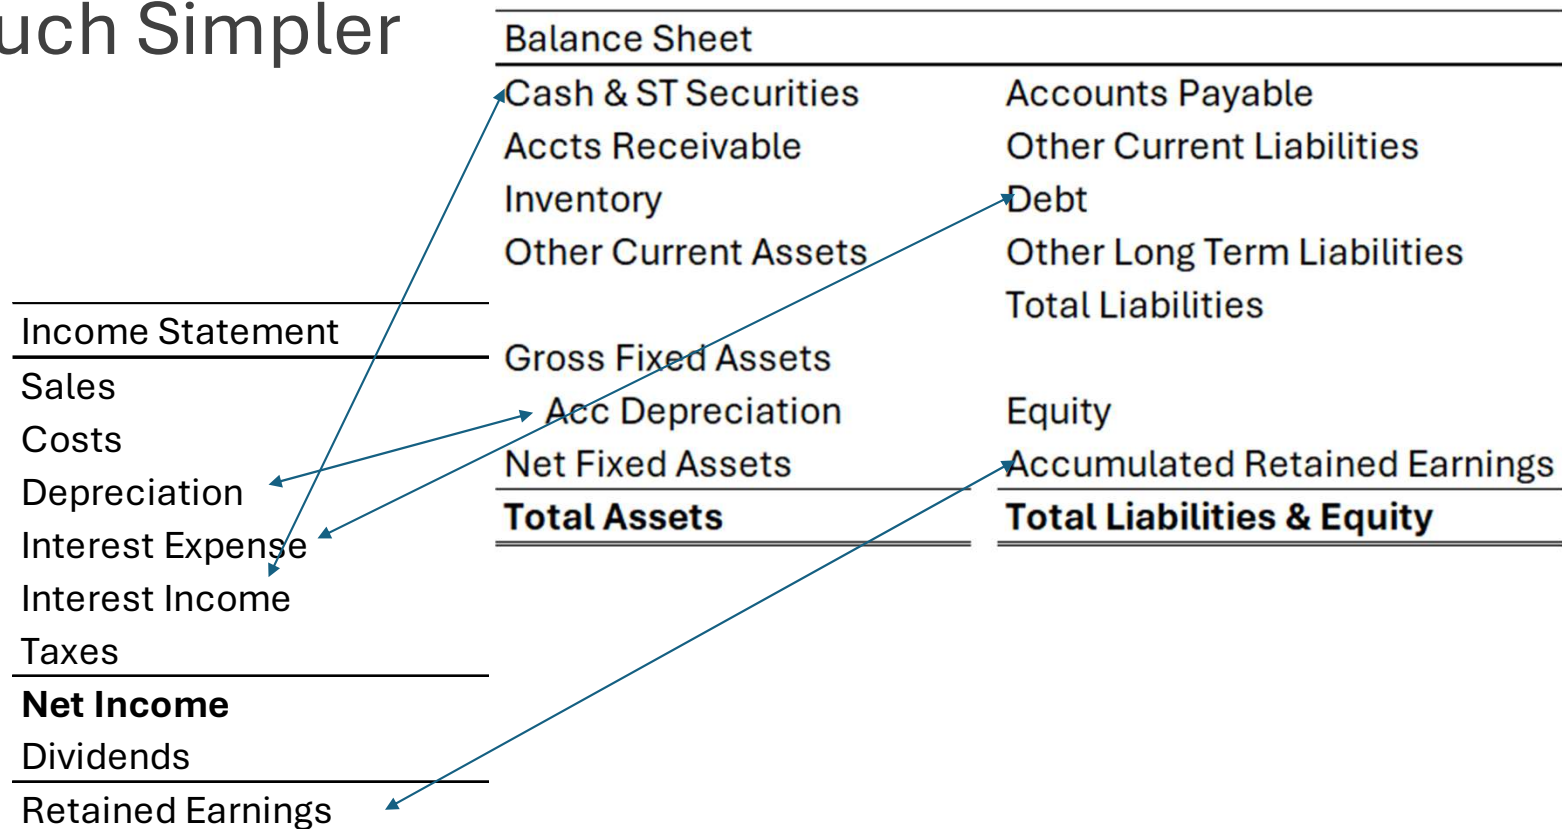 uch Simpler
Balance Sheet
Cash & ST Securities
Accounts Payable
Accts Receivable
Other Current Liabilities
Inventory
Debt
Other Current Assets
Other Long Term Liabilities
Total Liabilities
Gross Fixed Assets
Acc Depreciation
Equity
Net Fixed Assets
Accumulated Retained Earnings
Total Assets
Total Liabilities & Equity
Income Statement
Sales
Costs
Depreciation
Interest Expense
Interest Income
Taxes
Net Income
Dividends
Retained Earnings